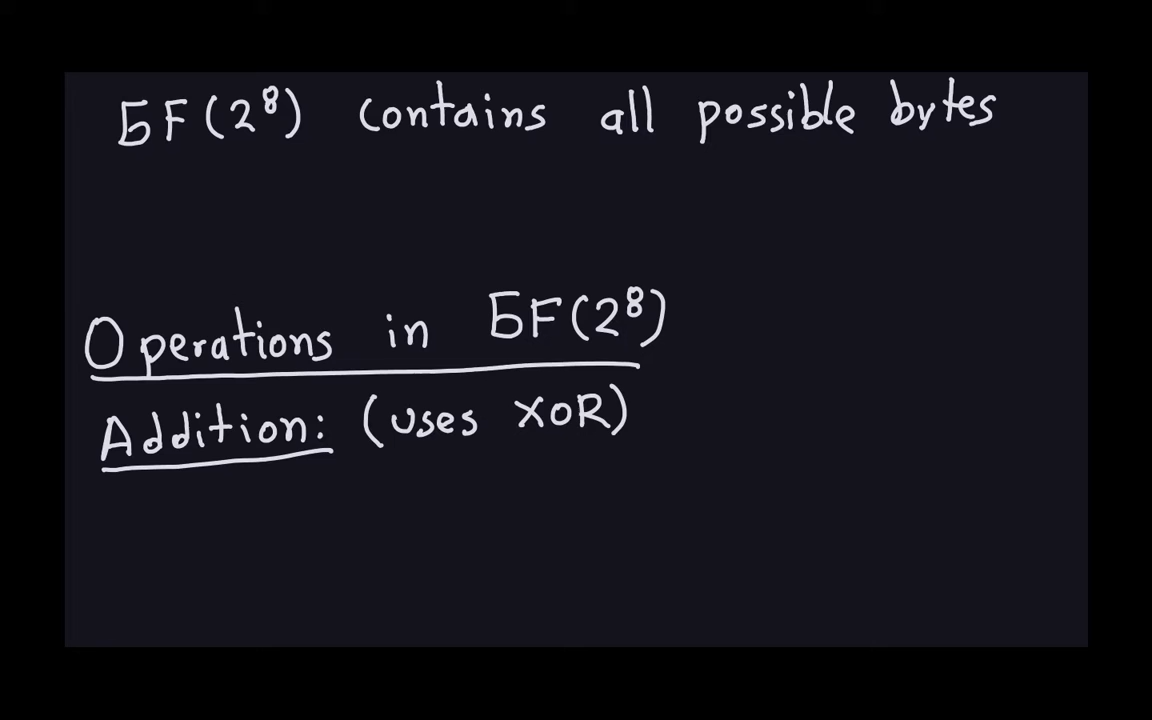 GF(2⁸) contains all possible bytes
Operations in GF(2⁸)
Addition: (uses XOR)